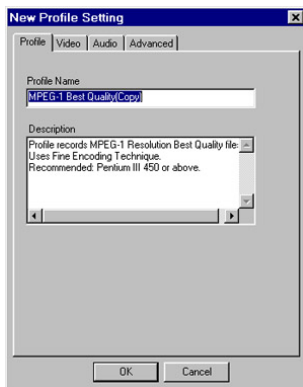 New Profile Setting
Profile Video Audio Advanced
Profile Name
MPEG-1 Best Quality(Copy)
Description
Profile records MPEG-1 Resolution Best Quality file
Uses Fine Encoding Technique.
Recommended: Pentium III 450 or above.
OK Cancel